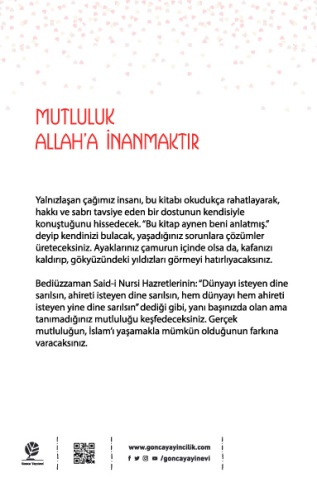 MUTLULUK
ALLAH'A İNANMAKTIR
Yalnızlaşan çağımız insanı, bu kitabı okudukça rahatlayarak,
hakkı ve sabrı tavsiye eden bir dostunun kendisiyle
konuştuğunu hissedecek. “Bu kitap aynen beni anlatmış.”
deyip kendinizi bulacak, yaşadığınız sorunlara çözümler
üreteceksiniz. Ayaklarınız çamurun içinde olsa da, kafanızı
kaldırıp, gökyüzündeki yıldızları görmeyi hatırlıyacaksınız.
Bediüzzaman Said-i Nursi Hazretlerinin: “Dünyayı isteyen dine
sarılsın, ahireti isteyen dine sarılsın, hem dünyayı hem ahireti
isteyen yine dine sarılsın” dediği gibi, yanı başınızda olan ama
tanımadığınız mutluluğu keşfedeceksiniz. Gerçek
mutluluğun, İslam’ı yaşamakla mümkün olduğunun farkına
varacaksınız.
www.goncayayincilik.com
/goncayayinevi
Gonca Yayınevi